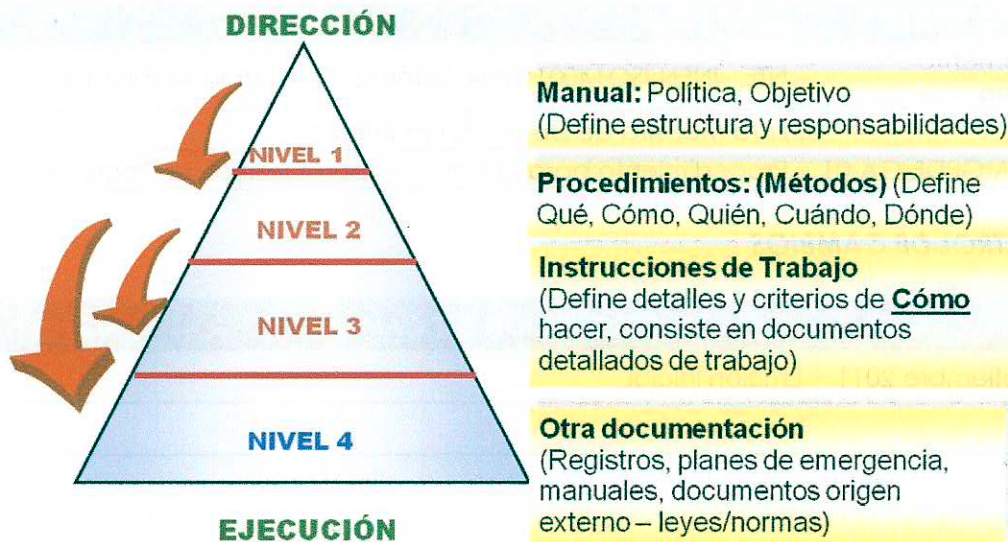 DIRECCIÓN
NIVEL 1
NIVEL 2
NIVEL 3
NIVEL 4
EJECUCIÓN
Manual: Política, Objetivo
(Define estructura y responsabilidades)
Procedimientos: (Métodos) (Define
Qué, Cómo, Quién, Cuándo, Dónde)
Instrucciones de Trabajo
(Define detalles y criterios de Cómo
hacer, consiste en documentos
detallados de trabajo)
Otra documentación
(Registros, planes de emergencia,
manuales, documentos origen
externo – leyes/normas)